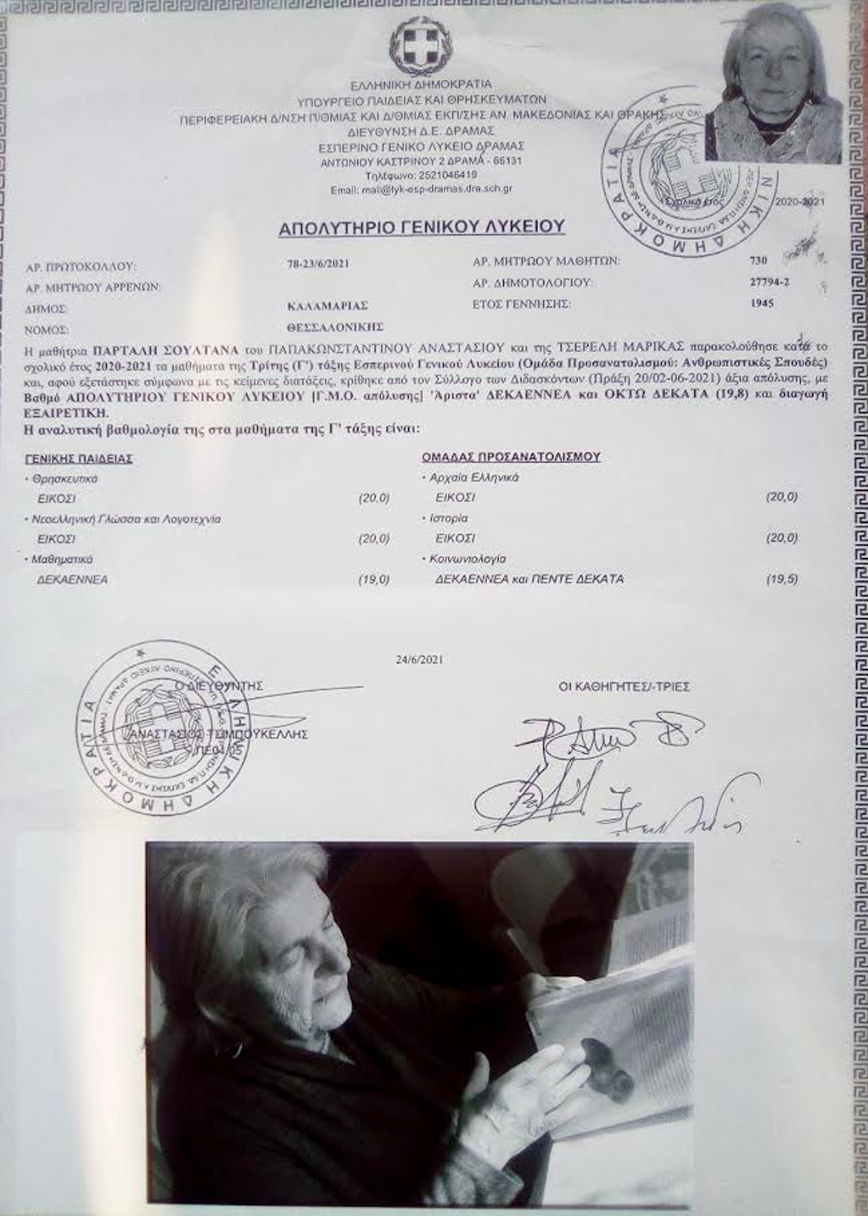 ΕΛΛΗΝΙΚΗ ΔΗΜΟΚΡΑΤΙΑ
ΥΠΟΥΡΓΕΙΟ ΠΑΙΔΕΙΑΣ ΚΑΙ ΘΡΗΣΚΕΥΜΑΤΩΝ
ΠΕΡΙΦΕΡΕΙΑΚΗ Δ/ΝΣΗ Π/ΘΜΙΑΣ ΚΑΙ Δ/ΘΜΙΑΣ ΕΚΠ/ΣΗΣ ΑΝ. ΜΑΚΕΔΟΝΙΑΣ ΚΑΙ ΘΡΑΚΗΣ
ΔΙΕΥΘΥΝΣΗ Δ.Ε. ΔΡΑΜΑΣ
ΕΣΠΕΡΙΝΟ ΓΕΝΙΚΟ ΛΥΚΕΙΟ ΔΡΑΜΑΣ
ΑΝΤΩΝΙΟΥ ΚΑΣΤΡΙΝΟΥ 2 ΔΡΑΜΑ - 66131
Τηλέφωνο: 2521046419
Email: mail@lyk-esp-dramas.dra.sch.gr
Σχολικό έτος 2020-2021
ΕΛΛΗΝΙΚΗ ΔΗΜΟΚΡΑΤΙΑ
ΑΠΟΛΥΤΗΡΙΟ ΓΕΝΙΚΟΥ ΛΥΚΕΙΟΥ
ΑΡ. ΠΡΩΤΟΚΟΛΛΟΥ: 78-23/6/2021 ΑΡ. ΜΗΤΡΩΟΥ ΜΑΘΗΤΩΝ: 730
ΑΡ. ΜΗΤΡΩΟΥ ΑΡΡΕΝΩΝ: ΑΡ. ΔΗΜΟΤΟΛΟΓΙΟΥ: 27794-2
ΔΗΜΟΣ: ΚΑΛΑΜΑΡΙΑΣ ΕΤΟΣ ΓΕΝΝΗΣΗΣ: 1945
ΝΟΜΟΣ: ΘΕΣΣΑΛΟΝΙΚΗΣ
Η μαθήτρια ΠΑΡΤΑΛΗ ΣΟΥΛΤΑΝΑ του ΠΑΠΑΚΩΝΣΤΑΝΤΙΝΟΥ ΑΝΑΣΤΑΣΙΟΥ και της ΤΣΕΡΕΛΗ ΜΑΡΙΚΑΣ παρακολούθησε κατά το
σχολικό έτος 2020-2021 τα μαθήματα της Τρίτης (Γ') τάξης Εσπερινού Γενικού Λυκείου (Ομάδα Προσανατολισμού: Ανθρωπιστικές Σπουδές)
και, αφού εξετάστηκε σύμφωνα με τις κείμενες διατάξεις, κρίθηκε από τον Σύλλογο των Διδασκόντων (Πράξη 20/02-06-2021) άξια απόλυσης, με
Βαθμό ΑΠΟΛΥΤΗΡΙΟΥ ΓΕΝΙΚΟΥ ΛΥΚΕΙΟΥ [Γ.Μ.Ο. απόλυσης] 'Άριστα' ΔΕΚΑΕΝΝΕΑ και ΟΚΤΩ ΔΕΚΑΤΑ (19,8) και διαγωγή
ΕΞΑΙΡΕΤΙΚΗ.
Η αναλυτική βαθμολογία της στα μαθήματα της Γ' τάξης είναι:
ΓΕΝΙΚΗΣ ΠΑΙΔΕΙΑΣ
· Θρησκευτικά
ΕΙΚΟΣΙ (20,0)
· Νεοελληνική Γλώσσα και Λογοτεχνία
ΕΙΚΟΣΙ (20,0)
· Μαθηματικά
ΔΕΚΑΕΝΝΕΑ (19,0)
ΟΜΑΔΑΣ ΠΡΟΣΑΝΑΤΟΛΙΣΜΟΥ
· Αρχαία Ελληνικά
ΕΙΚΟΣΙ (20,0)
· Ιστορία
ΕΙΚΟΣΙ (20,0)
· Κοινωνιολογία
ΔΕΚΑΕΝΝΕΑ και ΠΕΝΤΕ ΔΕΚΑΤΑ (19,5)
24/6/2021
Ο ΔΙΕΥΘΥΝΤΗΣ
ΑΝΑΣΤΑΣΙΟΣ ΤΣΙΜΠΟΥΚΕΛΛΗΣ
ΕΛΛΗΝΙΚΗ ΔΗΜΟΚΡΑΤΙΑ
ΟΙ ΚΑΘΗΓΗΤΕΣ/-ΤΡΙΕΣ